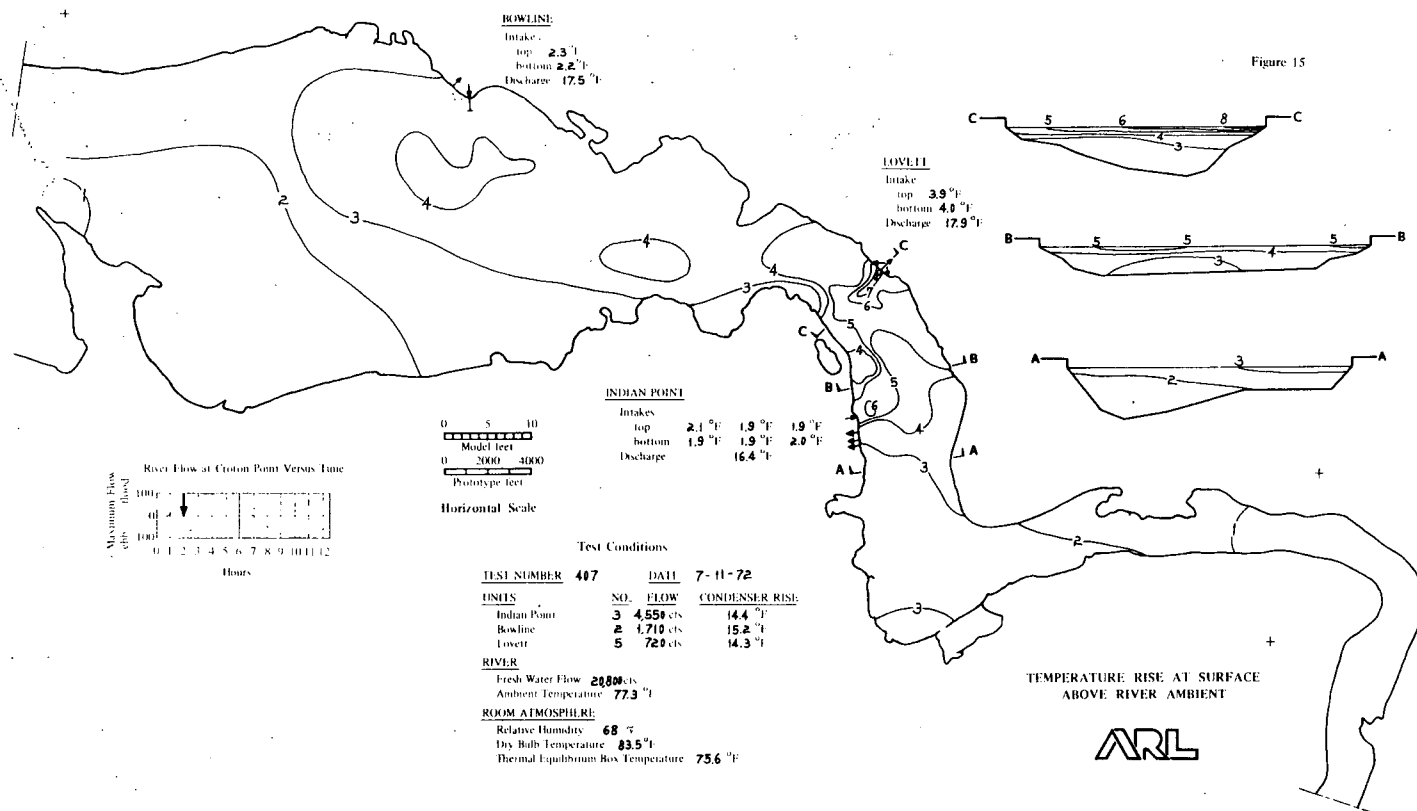 Figure 15
BOWLINE
Intake
top 2.3 °F
bottom 2.2 °F
Discharge 17.5 °F
C 5 6 8 C
4
3
LOVETT
Intake
top 3.9 °F
bottom 4.0 °F
Discharge 17.9 °F
B 5 5 5 B
4
3
A 3 A
2
1
2
3
4
4
4
3
C
7
6
5
C
4
B
5
B
6
4
A
A
3
2
1
3
INDIAN POINT
Intakes
top 2.1 °F 1.9 °F 1.9 °F
bottom 1.9 °F 1.9 °F 2.0 °F
Discharge 16.4 °F
0 5 10
Model feet
0 2000 4000
Prototype feet
Horizontal Scale
River Flow at Croton Point Versus Time
Maximum Flow
ebb flood
100
0
100
0 1 2 3 4 5 6 7 8 9 10 11 12
Hours
Test Conditions
TEST NUMBER 407 DATE 7-11-72
UNITS NO. FLOW CONDENSER RISE
Indian Point 3 4,550 cfs 14.4 °F
Bowline 2 1,710 cfs 15.2 °F
Lovett 5 720 cfs 14.3 °F
RIVER
Fresh Water Flow 20,800 cfs
Ambient Temperature 77.3 °F
ROOM ATMOSPHERE
Relative Humidity 68 %
Dry Bulb Temperature 83.5 °F
Thermal Equilibrium Box Temperature 75.6 °F
TEMPERATURE RISE AT SURFACE
ABOVE RIVER AMBIENT
ARL